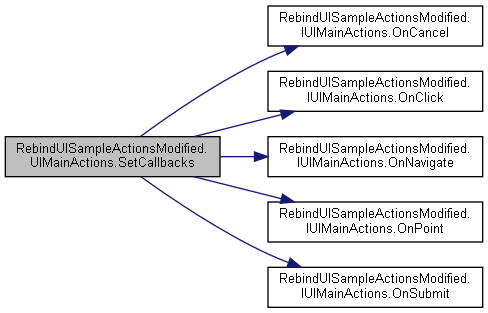 RebindUISampleActionsModified.
IUIMainActions.OnCancel
RebindUISampleActionsModified.
IUIMainActions.OnClick
RebindUISampleActionsModified.
UIMainActions.SetCallbacks
RebindUISampleActionsModified.
IUIMainActions.OnNavigate
RebindUISampleActionsModified.
IUIMainActions.OnPoint
RebindUISampleActionsModified.
IUIMainActions.OnSubmit